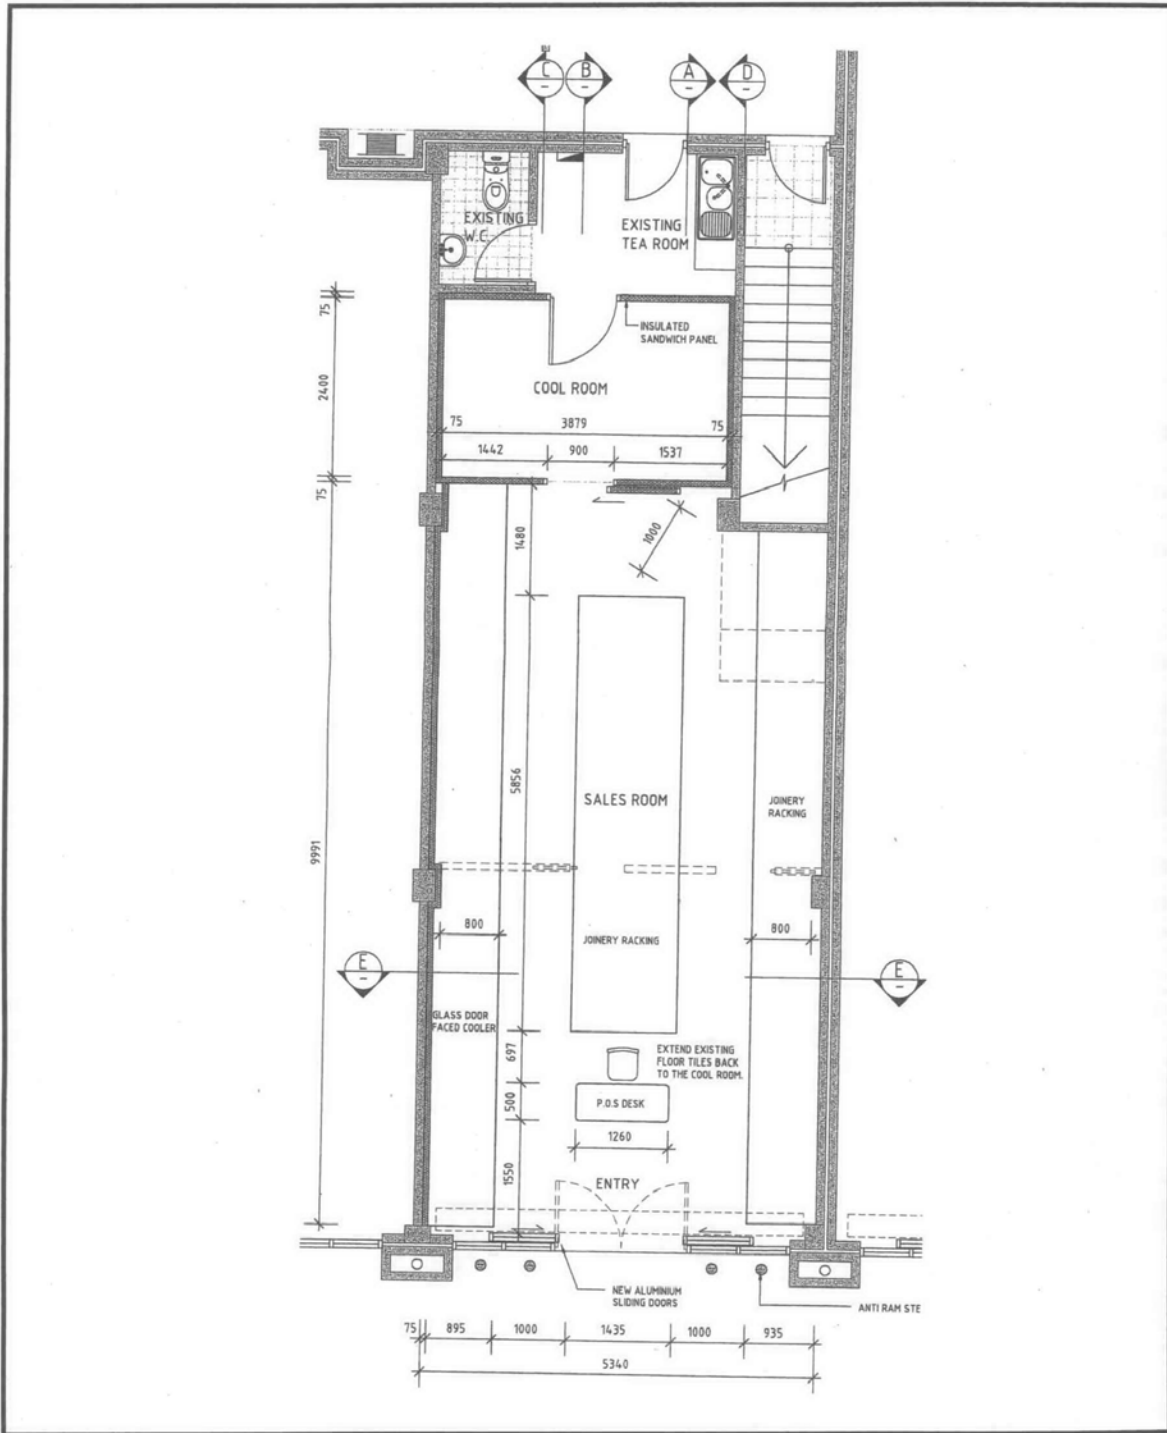 C
B
A
D
-
-
-
-
EXISTING
W.C.
EXISTING
TEA ROOM
INSULATED
SANDWICH PANEL
COOL ROOM
75
2400
75
75
3879
75
1442
900
1537
1480
1000
5856
SALES ROOM
JOINERY
RACKING
9991
800
JOINERY RACKING
800
E
-
E
-
GLASS DOOR
FACED COOLER
697
EXTEND EXISTING
FLOOR TILES BACK
TO THE COOL ROOM.
500
P.O.S DESK
1260
1550
ENTRY
NEW ALUMINIUM
SLIDING DOORS
ANTI RAM STE
75
895
1000
1435
1000
935
5340